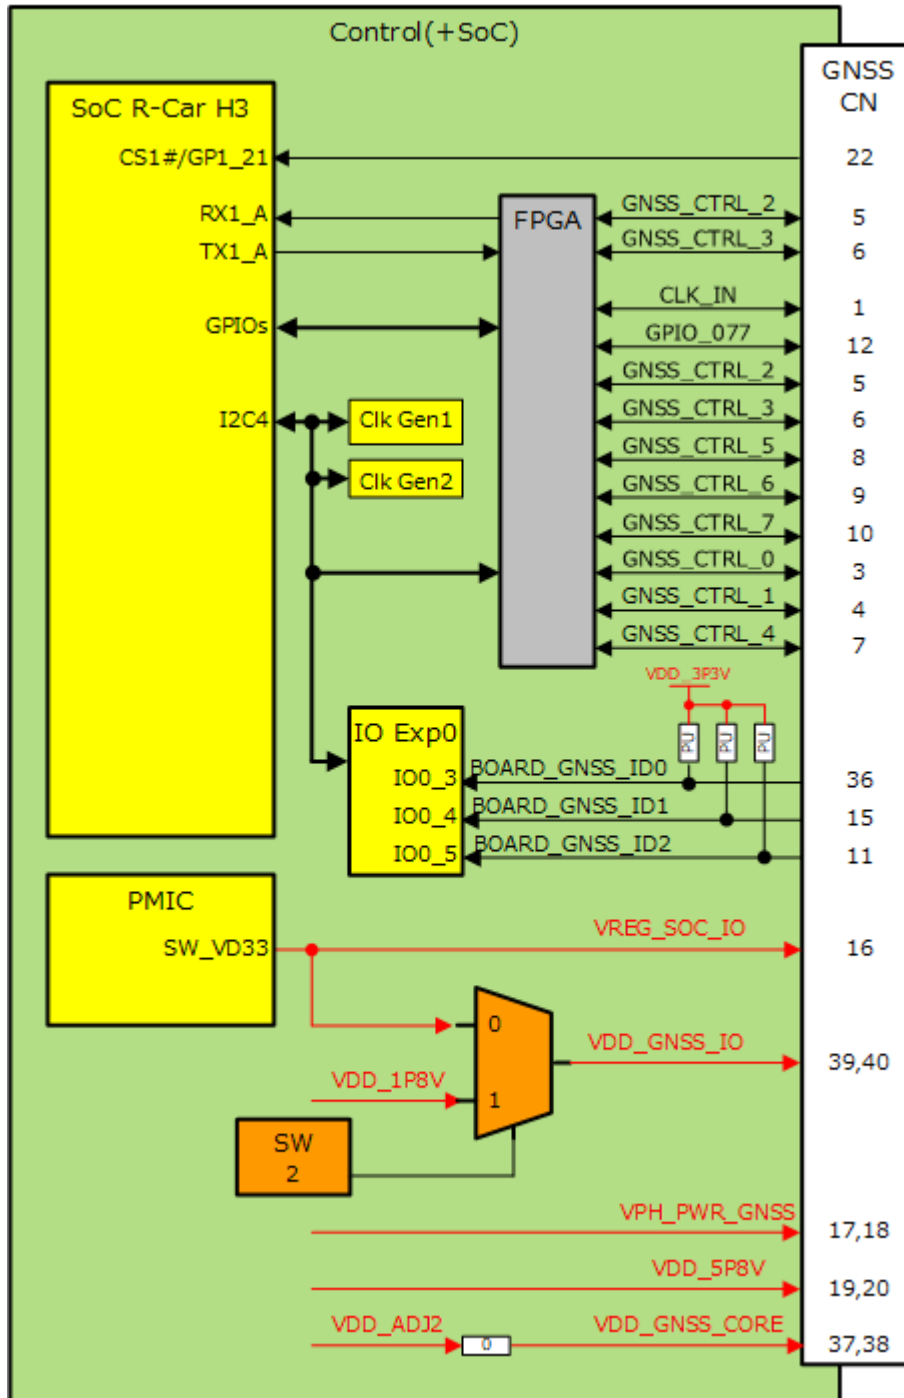 Control(+SoC)
GNSS
CN
SoC R-Car H3
CS1#/GP1_21
22
RX1_A
FPGA
GNSS_CTRL_2
5
TX1_A
GNSS_CTRL_3
6
CLK_IN
1
GPIOs
GPIO_077
12
GNSS_CTRL_2
5
I2C4
Clk Gen1
GNSS_CTRL_3
6
GNSS_CTRL_5
8
Clk Gen2
GNSS_CTRL_6
9
GNSS_CTRL_7
10
GNSS_CTRL_0
3
GNSS_CTRL_1
4
GNSS_CTRL_4
7
VDD_3P3V
IO Exp0
PU
PU
PU
IO0_3
BOARD_GNSS_ID0
36
IO0_4
BOARD_GNSS_ID1
15
IO0_5
BOARD_GNSS_ID2
11
PMIC
SW_VD33
VREG_SOC_IO
16
0
VDD_GNSS_IO
39,40
VDD_1P8V
1
SW
2
VPH_PWR_GNSS
17,18
VDD_5P8V
19,20
VDD_ADJ2
0
VDD_GNSS_CORE
37,38